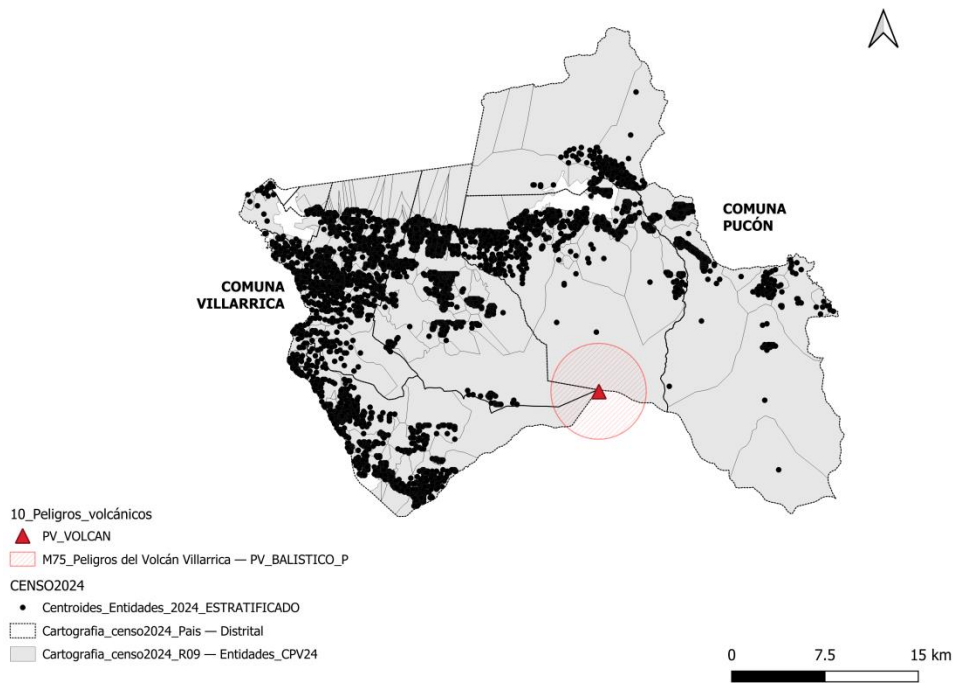 COMUNA
PUCÓN
COMUNA
VILLARRICA
10_Peligros_volcánicos
PV_VOLCAN
M75_Peligros del Volcán Villarrica — PV_BALISTICO_P
CENSO2024
Centroides_Entidades_2024_ESTRATIFICADO
Cartografia_censo2024_Pais — Distrital
Cartografia_censo2024_R09 — Entidades_CPV24
0 7.5 15 km